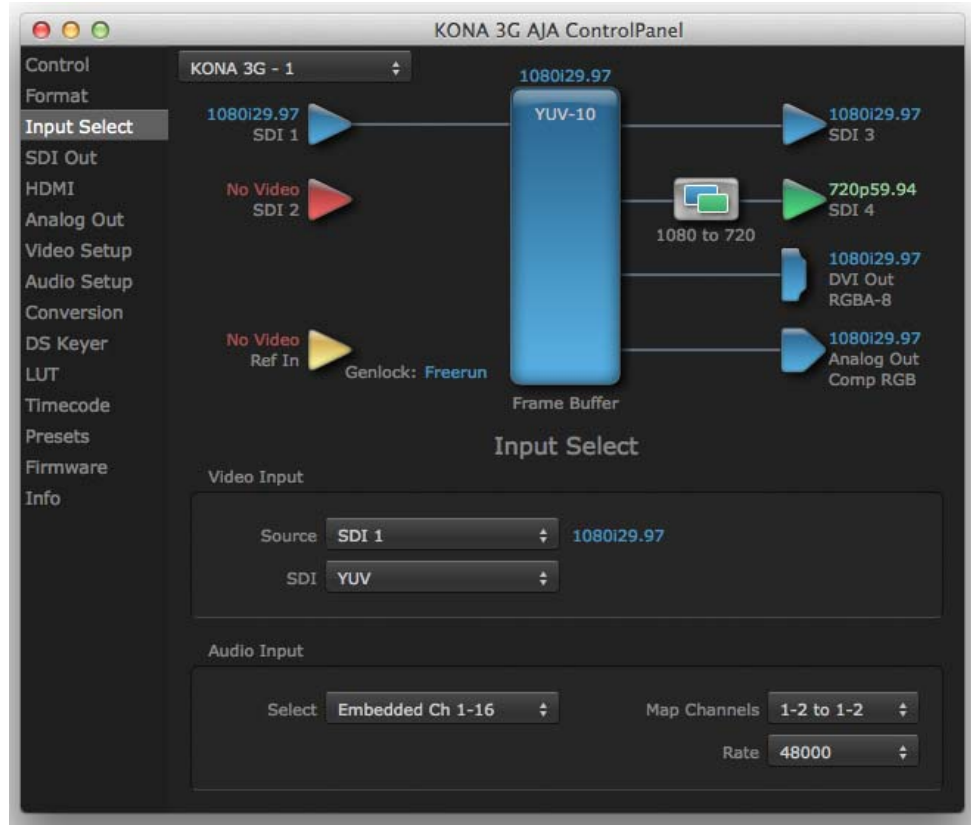 KONA 3G AJA ControlPanel
Control
Format
Input Select
SDI Out
HDMI
Analog Out
Video Setup
Audio Setup
Conversion
DS Keyer
LUT
Timecode
Presets
Firmware
Info
KONA 3G - 1
1080i29.97
SDI 1
No Video
SDI 2
No Video
Ref In
Genlock: Freerun
1080i29.97
YUV-10
Frame Buffer
1080 to 720
1080i29.97
SDI 3
720p59.94
SDI 4
1080i29.97
DVI Out
RGBA-8
1080i29.97
Analog Out
Comp RGB
Input Select
Video Input
Source SDI 1 1080i29.97
SDI YUV
Audio Input
Select Embedded Ch 1-16 Map Channels 1-2 to 1-2
Rate 48000